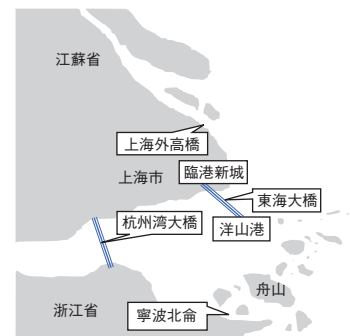 江蘇省
上海外高橋
上海市
臨港新城
東海大橋
杭州湾大橋
洋山港
舟山
浙江省
寧波北侖